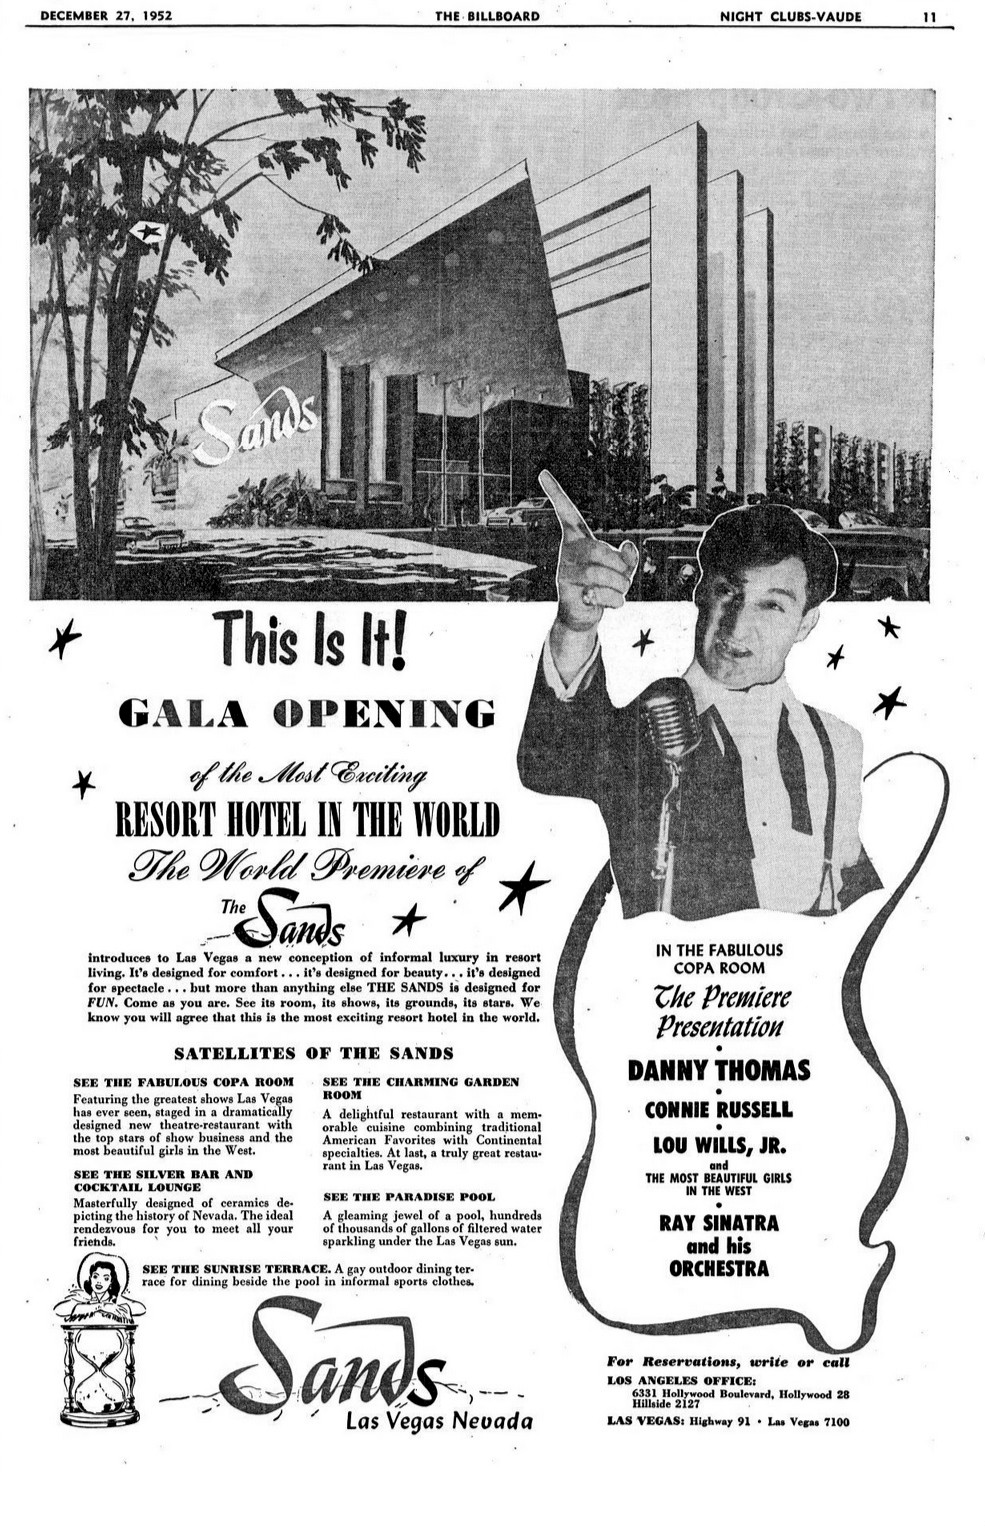 DECEMBER 27, 1952
THE BILLBOARD
NIGHT CLUBS-VAUDE 11
Sands
This Is It!
GALA OPENING
of the Most Exciting
RESORT HOTEL IN THE WORLD
The World Premiere of
The Sands
introduces to Las Vegas a new conception of informal luxury in resort
living. It's designed for comfort . . . it's designed for beauty . . . it's designed
for spectacle . . . but more than anything else THE SANDS is designed for
FUN. Come as you are. See its room, its shows, its grounds, its stars. We
know you will agree that this is the most exciting resort hotel in the world.
SATELLITES OF THE SANDS
SEE THE FABULOUS COPA ROOM
Featuring the greatest shows Las Vegas
has ever seen, staged in a dramatically
designed new theatre-restaurant with
the top stars of show business and the
most beautiful girls in the West.
SEE THE SILVER BAR AND
COCKTAIL LOUNGE
Masterfully designed of ceramics de-
picting the history of Nevada. The ideal
rendezvous for you to meet all your
friends.
SEE THE CHARMING GARDEN
ROOM
A delightful restaurant with a mem-
orable cuisine combining traditional
American Favorites with Continental
specialties. At last, a truly great restau-
rant in Las Vegas.
SEE THE PARADISE POOL
A gleaming jewel of a pool, hundreds
of thousands of gallons of filtered water
sparkling under the Las Vegas sun.
SEE THE SUNRISE TERRACE. A gay outdoor dining ter-
race for dining beside the pool in informal sports clothes.
Sands
Las Vegas Nevada
IN THE FABULOUS
COPA ROOM
The Premiere
Presentation
•
DANNY THOMAS
•
CONNIE RUSSELL
•
LOU WILLS, JR.
and
THE MOST BEAUTIFUL GIRLS
IN THE WEST
•
RAY SINATRA
and his
ORCHESTRA
For Reservations, write or call
LOS ANGELES OFFICE:
6331 Hollywood Boulevard, Hollywood 28
Hillside 2127
LAS VEGAS: Highway 91 • Las Vegas 7100